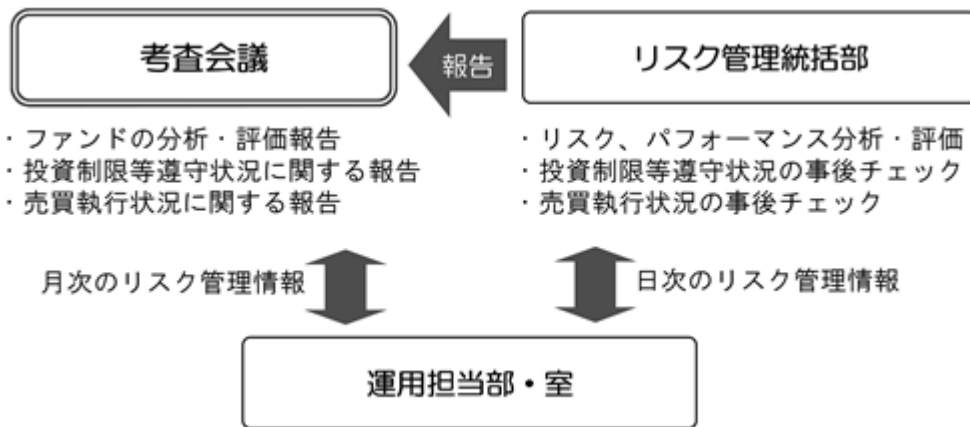 考査会議
報告
リスク管理統括部
・ファンドの分析・評価報告
・投資制限等遵守状況に関する報告
・売買執行状況に関する報告
・リスク、パフォーマンス分析・評価
・投資制限等遵守状況の事後チェック
・売買執行状況の事後チェック
月次のリスク管理情報
日次のリスク管理情報
運用担当部・室